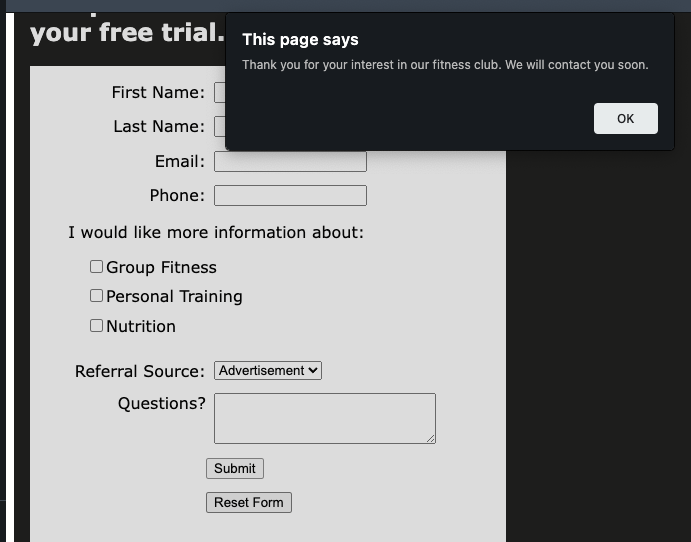 your free trial.
This page says
Thank you for your interest in our fitness club. We will contact you soon.
OK
First Name:
Last Name:
Email:
Phone:
I would like more information about:
Group Fitness
Personal Training
Nutrition
Referral Source: Advertisement
Questions?
Submit
Reset Form